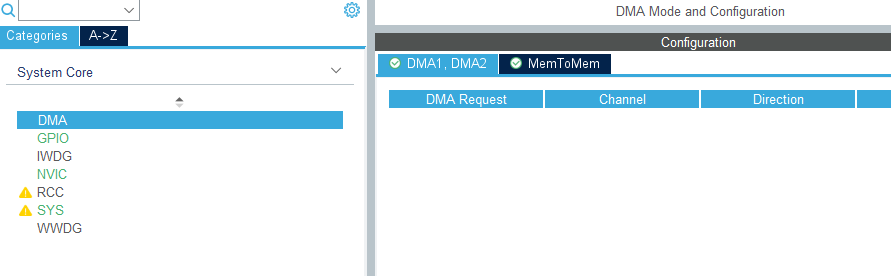 DMA Mode and Configuration
Categories A->Z
Configuration
DMA1, DMA2 MemToMem
System Core
DMA Request Channel Direction
DMA
GPIO
IWDG
NVIC
RCC
SYS
WWDG